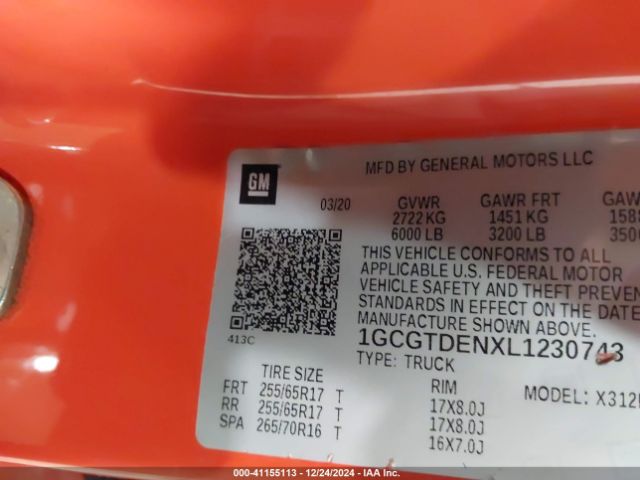 GM
MFD BY GENERAL MOTORS LLC
03/20 GVWR GAWR FRT
2722 KG 1451 KG
6000 LB 3200 LB
THIS VEHICLE CONFORMS TO ALL
APPLICABLE U.S. FEDERAL MOTOR
VEHICLE SAFETY AND THEFT PREVEN
STANDARDS IN EFFECT ON THE DATE
MANUFACTURE SHOWN ABOVE.
413C 1GCGTDENXL1230743
TYPE: TRUCK
TIRE SIZE RIM MODEL:
FRT 255/65R17 T 17X8.0J
RR 255/65R17 T 17X8.0J
SPA 265/70R16 T 16X7.0J
000-41155113 - 12/24/2024 - IAA Inc.